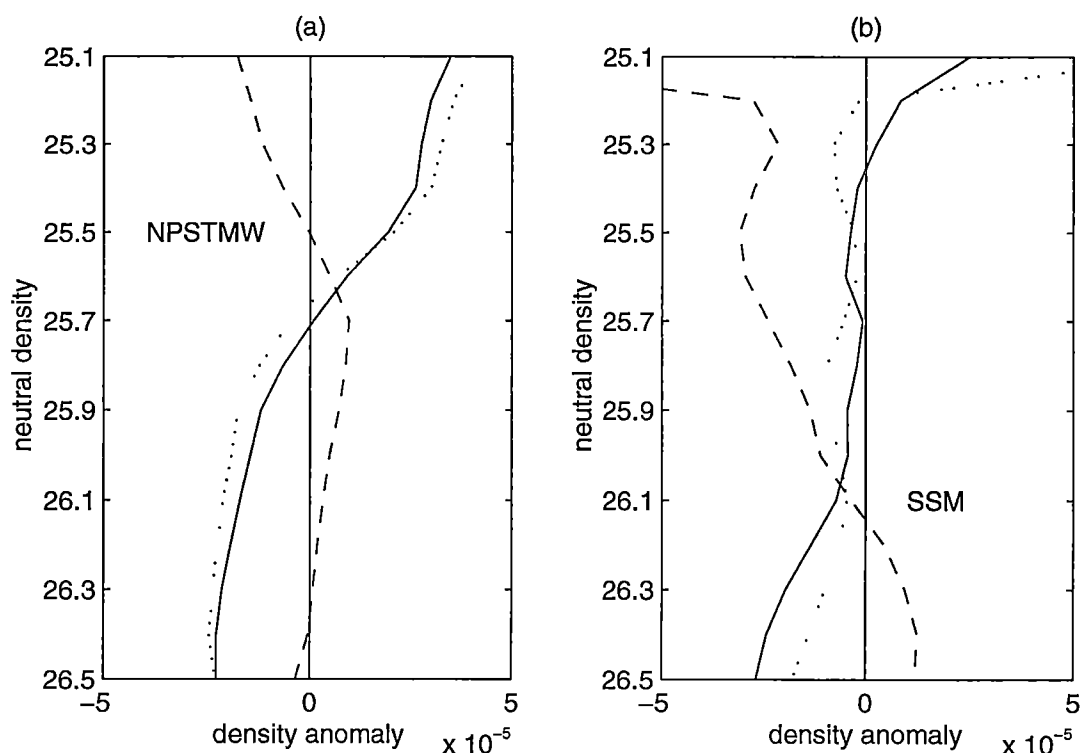 (a)
25.1
25.3
25.5
25.7
25.9
26.1
26.3
26.5
neutral density
NPSTMW
−5
0
5
density anomaly
x 10⁻⁵
(b)
25.1
25.3
25.5
25.7
25.9
26.1
26.3
26.5
neutral density
SSM
−5
0
5
density anomaly
x 10⁻⁵